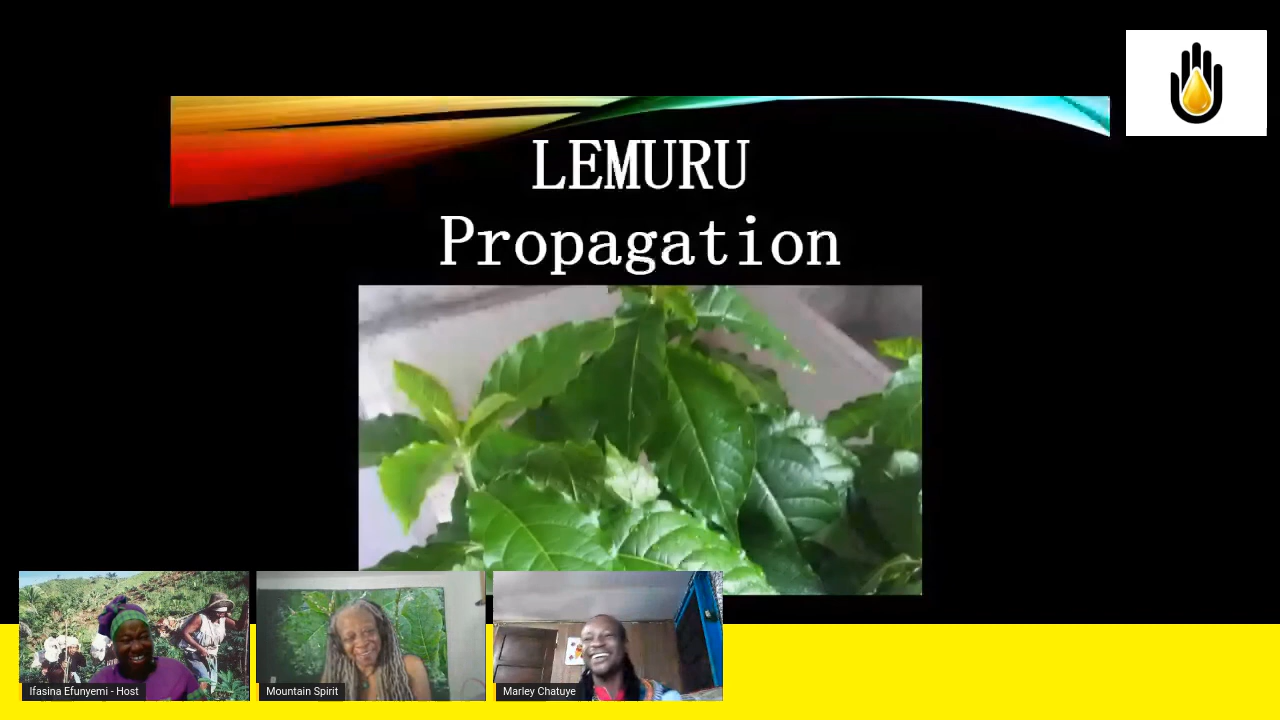 LEMURU
Propagation
Ifasina Efunyemi - Host
Mountain Spirit
Marley Chatuye